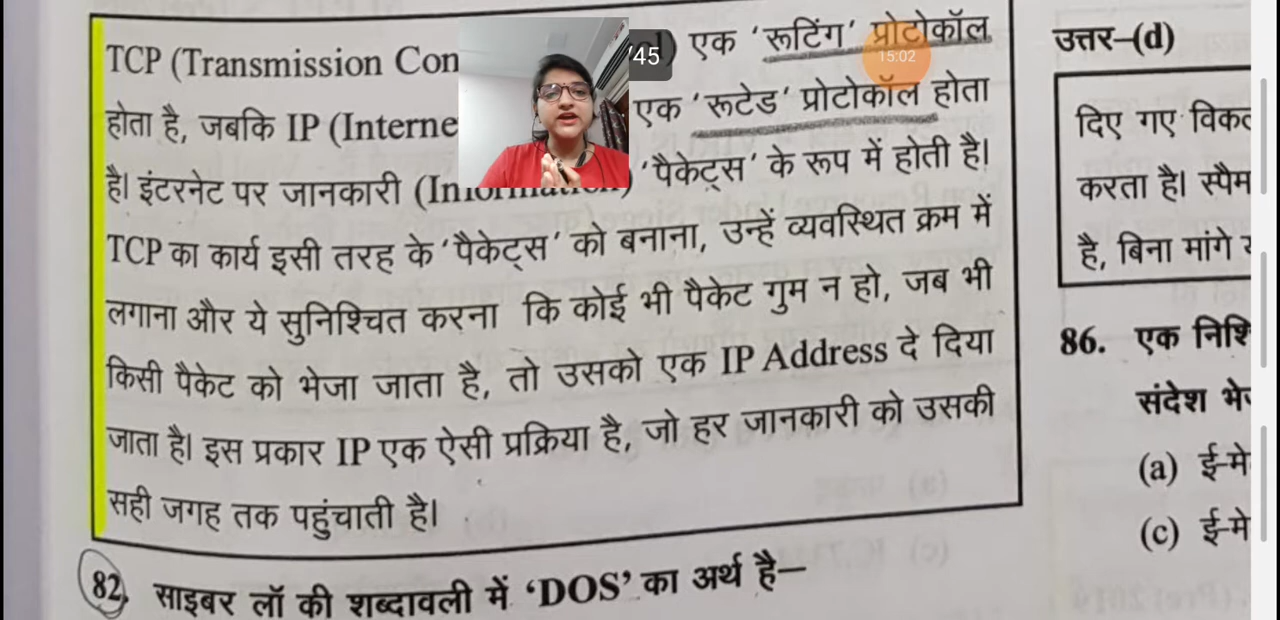 TCP (Transmission Con
एक 'रूटिंग' प्रोटोकॉल
होता है, जबकि IP (Interne
एक 'रूटेड' प्रोटोकॉल होता
है। इंटरनेट पर जानकारी
'पैकेट्स' के रूप में होती है।
TCP का कार्य इसी तरह के 'पैकेट्स' को बनाना, उन्हें व्यवस्थित क्रम में
लगाना और ये सुनिश्चित करना कि कोई भी पैकेट गुम न हो, जब भी
किसी पैकेट को भेजा जाता है, तो उसको एक IP Address दे दिया
जाता है। इस प्रकार IP एक ऐसी प्रक्रिया है, जो हर जानकारी को उसकी
सही जगह तक पहुंचाती है।
82. साइबर लॉ की शब्दावली में 'DOS' का अर्थ है–
/45
15:02
उत्तर–(d)
दिए गए विकल
करता है। स्पैम
है, बिना मांगे
86. एक निश्चि
संदेश भे
(a) ई-मे
(c) ई-मे